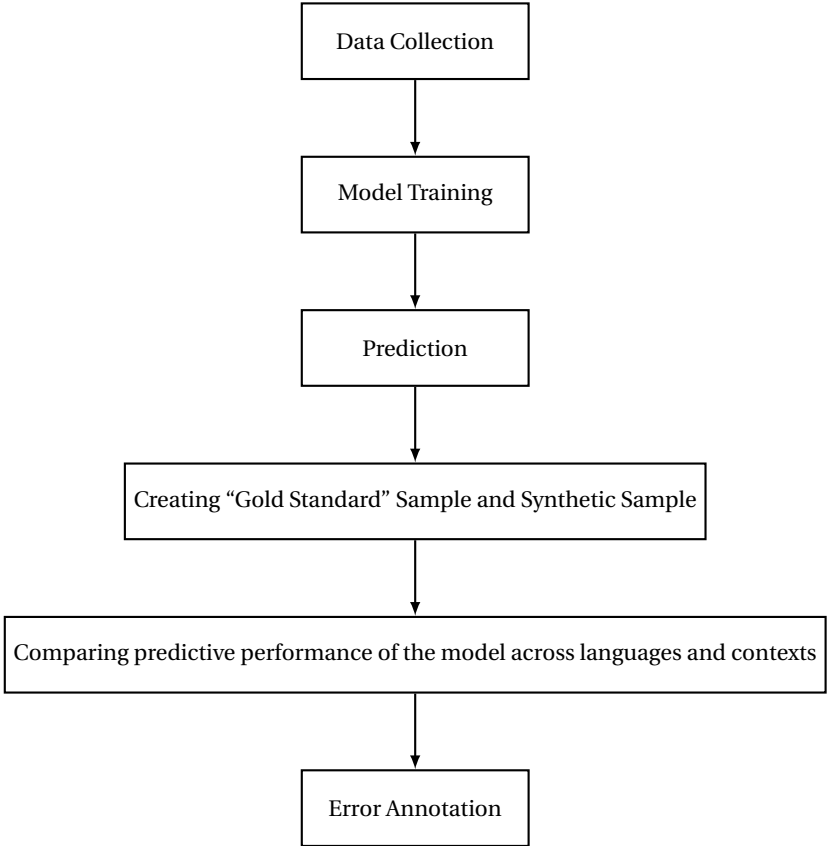 Data Collection
Model Training
Prediction
Creating “Gold Standard” Sample and Synthetic Sample
Comparing predictive performance of the model across languages and contexts
Error Annotation